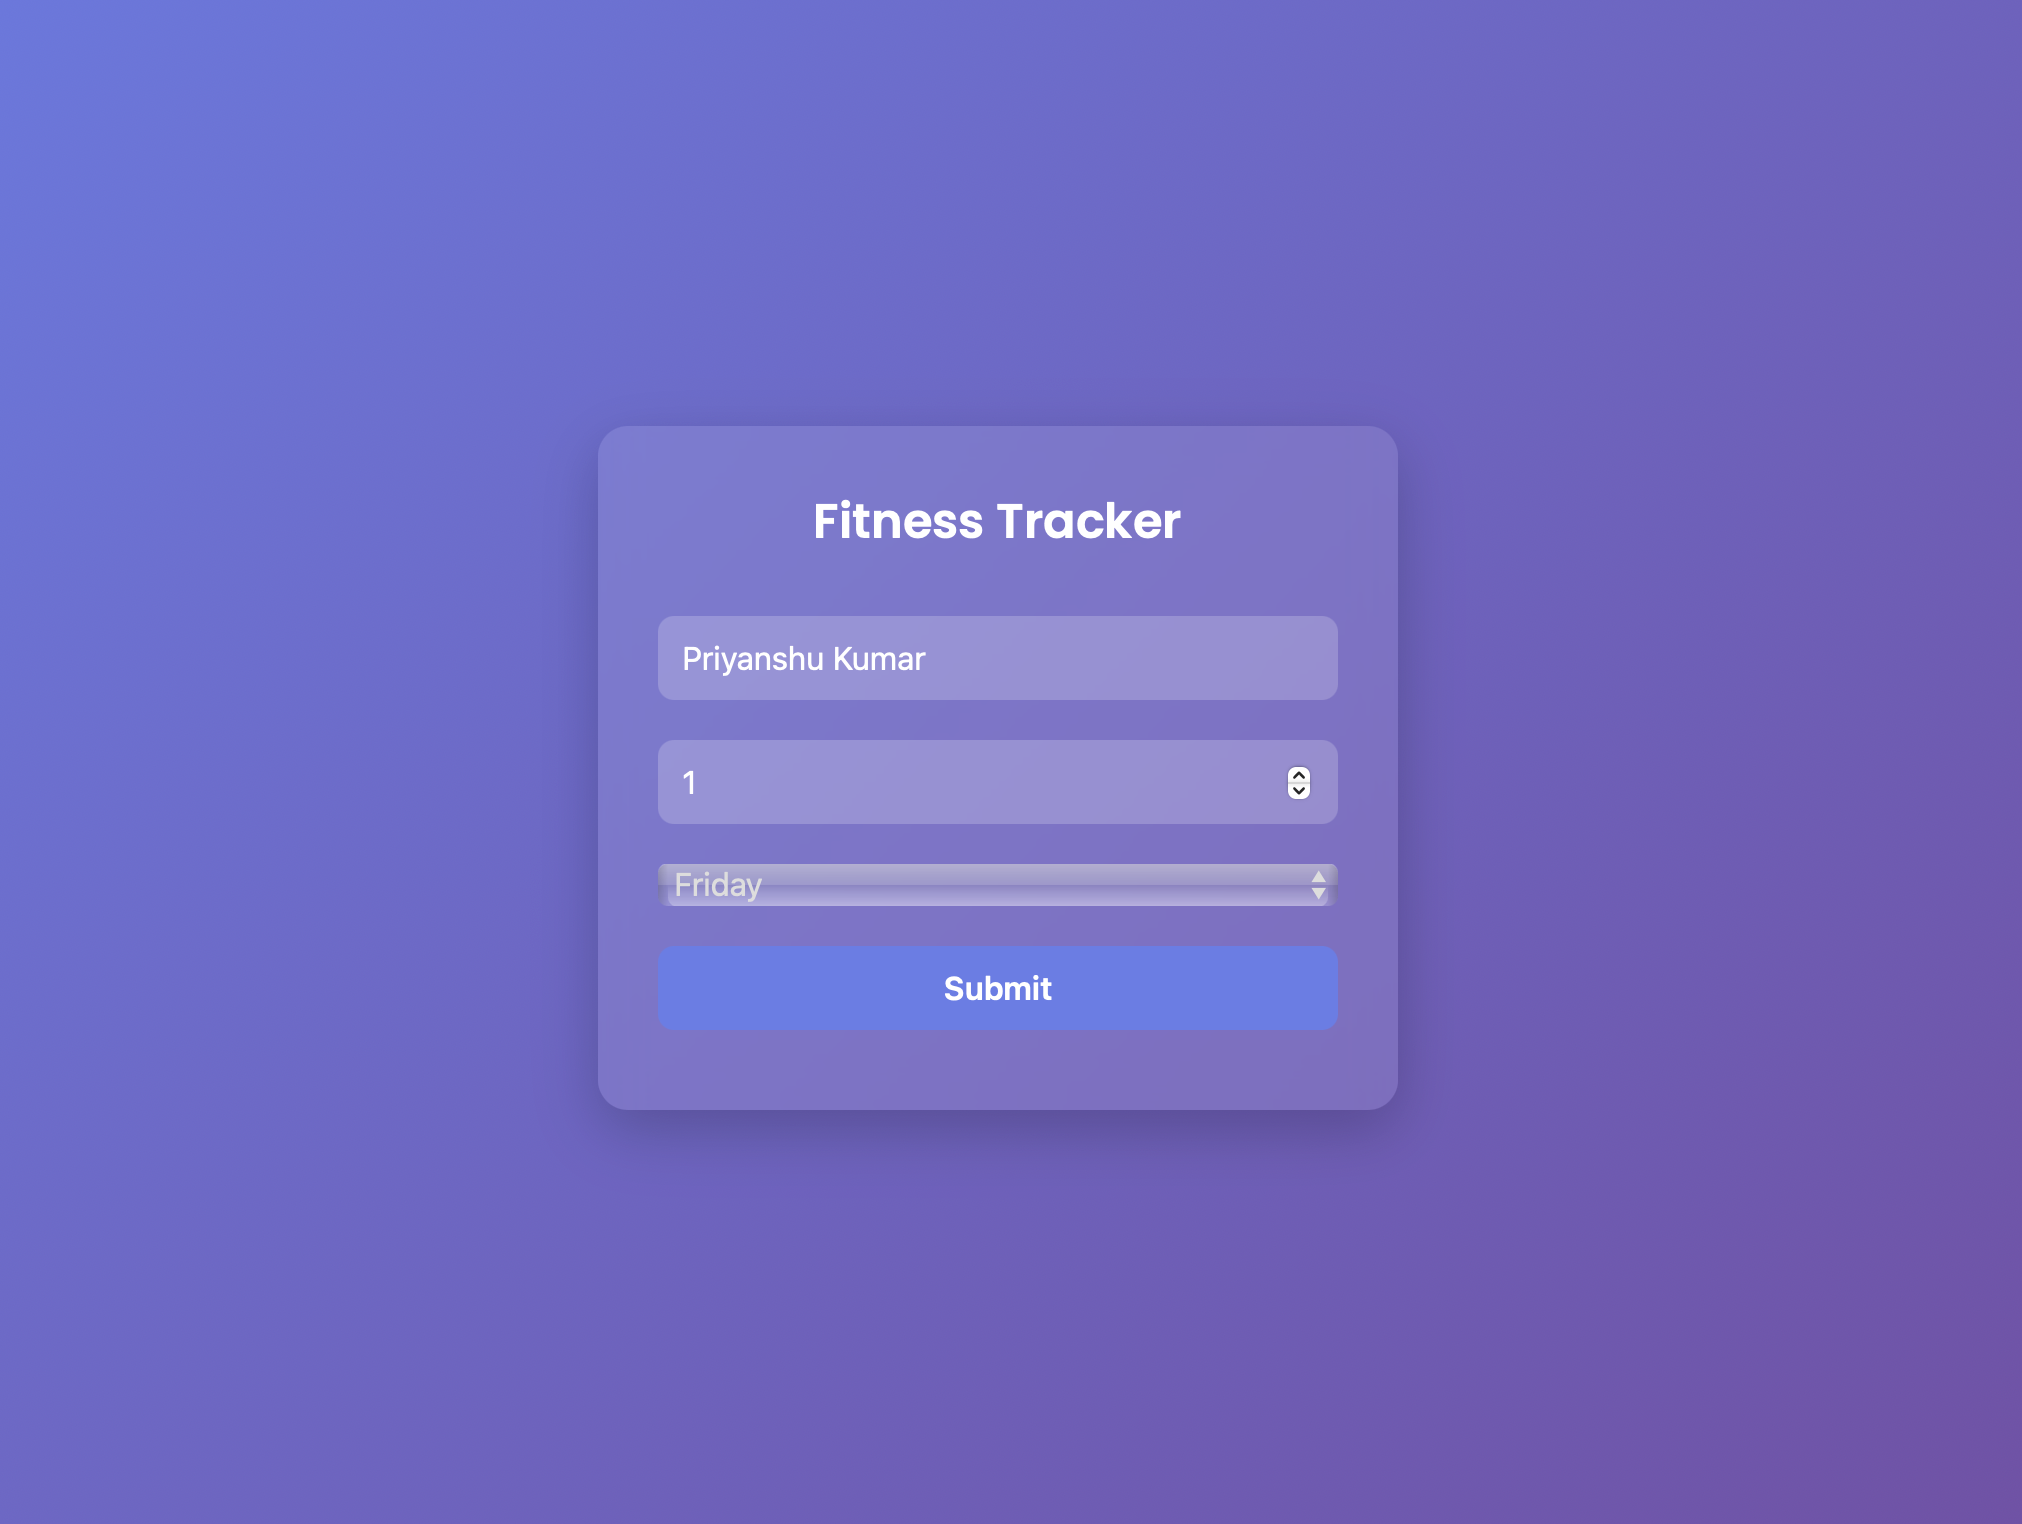 Fitness Tracker
Priyanshu Kumar
1
Friday
Submit